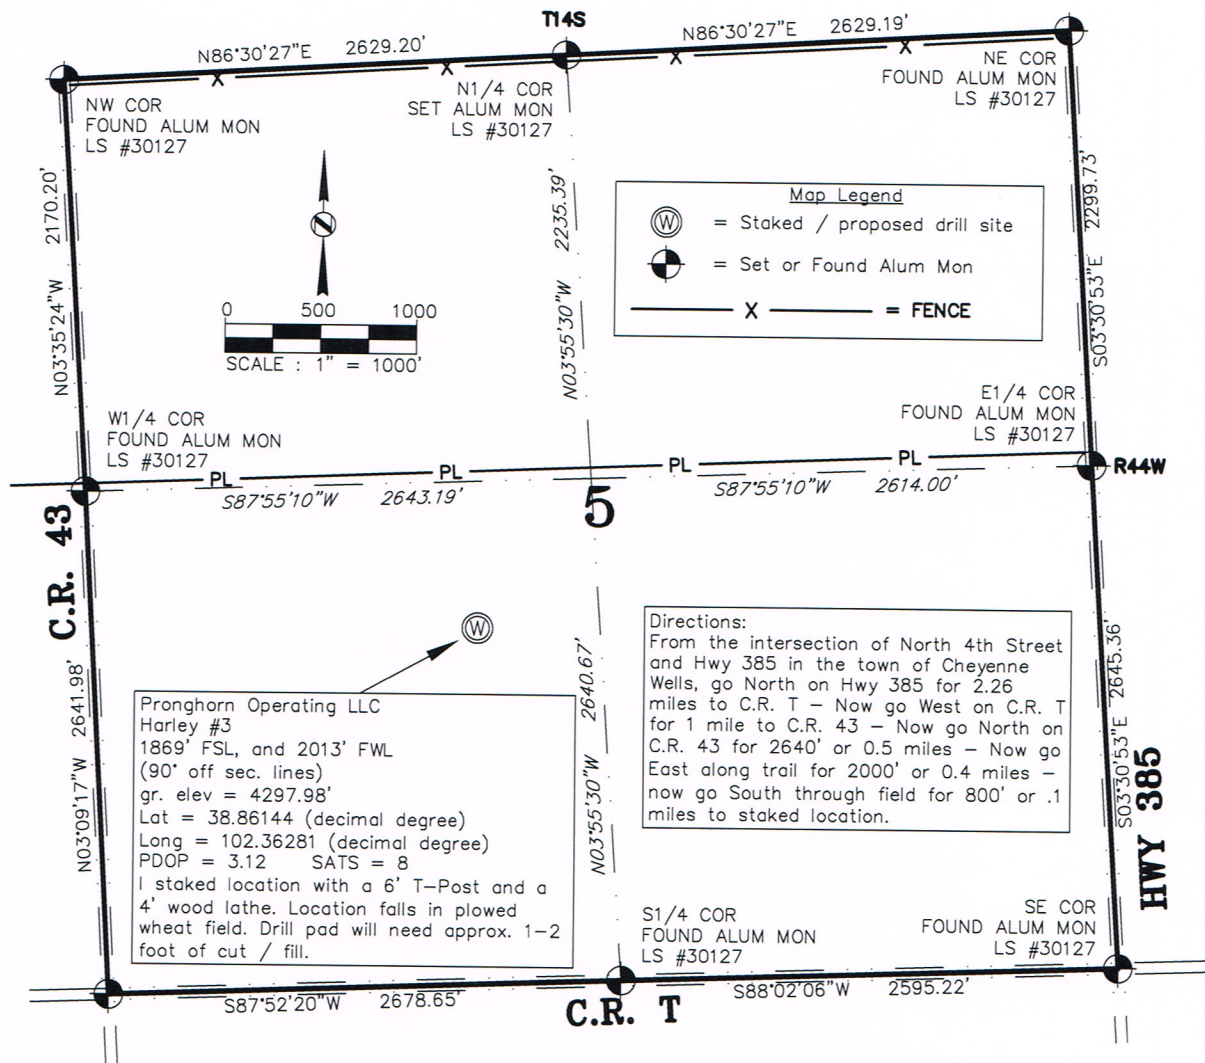 T14S
N86°30'27"E 2629.20'
N86°30'27"E 2629.19'
NW COR
FOUND ALUM MON
LS #30127
N1/4 COR
SET ALUM MON
LS #30127
NE COR
FOUND ALUM MON
LS #30127
N03°35'24"W 2170.20'
N03°55'30"W 2235.39'
S03°30'53"E 2299.73'
N
0 500 1000
SCALE : 1" = 1000'
Map Legend
W = Staked / proposed drill site
= Set or Found Alum Mon
X = FENCE
X
X
X
X
W1/4 COR
FOUND ALUM MON
LS #30127
E1/4 COR
FOUND ALUM MON
LS #30127
PL
PL
PL
PL
R44W
S87°55'10"W 2643.19'
S87°55'10"W 2614.00'
5
C.R. 43
W
Pronghorn Operating LLC
Harley #3
1869' FSL, and 2013' FWL
(90° off sec. lines)
gr. elev = 4297.98'
Lat = 38.86144 (decimal degree)
Long = 102.36281 (decimal degree)
PDOP = 3.12 SATS = 8
I staked location with a 6' T-Post and a
4' wood lathe. Location falls in plowed
wheat field. Drill pad will need approx. 1-2
foot of cut / fill.
Directions:
From the intersection of North 4th Street
and Hwy 385 in the town of Cheyenne
Wells, go North on Hwy 385 for 2.26
miles to C.R. T - Now go West on C.R. T
for 1 mile to C.R. 43 - Now go North on
C.R. 43 for 2640' or 0.5 miles - Now go
East along trail for 2000' or 0.4 miles -
now go South through field for 800' or .1
miles to staked location.
N03°09'17"W 2641.98'
N03°55'30"W 2640.67'
S03°30'53"E 2645.36'
HWY 385
S1/4 COR
FOUND ALUM MON
LS #30127
SE COR
FOUND ALUM MON
LS #30127
S87°52'20"W 2678.65'
S88°02'06"W 2595.22'
C.R. T